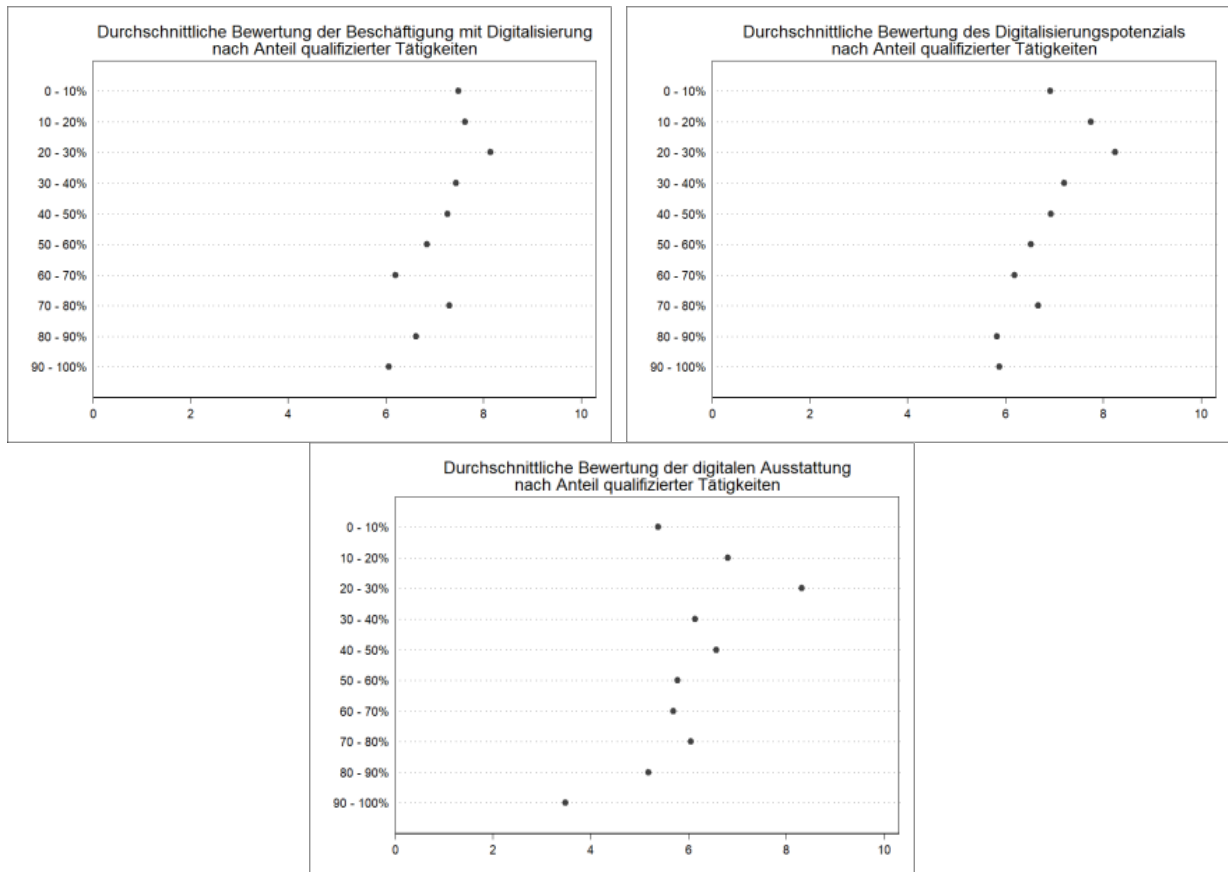 Durchschnittliche Bewertung der Beschäftigung mit Digitalisierung
nach Anteil qualifizierter Tätigkeiten
0 - 10%
10 - 20%
20 - 30%
30 - 40%
40 - 50%
50 - 60%
60 - 70%
70 - 80%
80 - 90%
90 - 100%
0 2 4 6 8 10
Durchschnittliche Bewertung des Digitalisierungspotenzials
nach Anteil qualifizierter Tätigkeiten
0 - 10%
10 - 20%
20 - 30%
30 - 40%
40 - 50%
50 - 60%
60 - 70%
70 - 80%
80 - 90%
90 - 100%
0 2 4 6 8 10
Durchschnittliche Bewertung der digitalen Ausstattung
nach Anteil qualifizierter Tätigkeiten
0 - 10%
10 - 20%
20 - 30%
30 - 40%
40 - 50%
50 - 60%
60 - 70%
70 - 80%
80 - 90%
90 - 100%
0 2 4 6 8 10